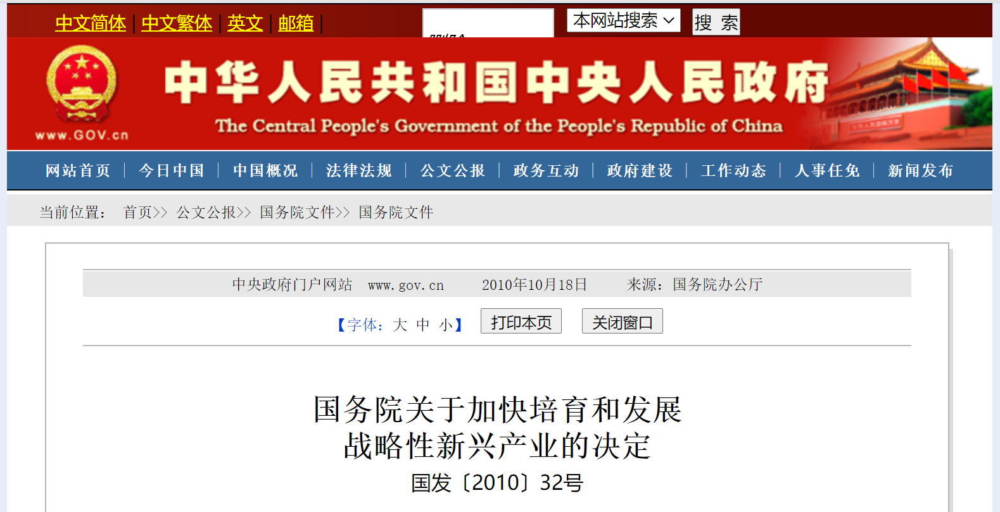 中文简体 | 中文繁体 | 英文 | 邮箱 |
本网站搜索
搜 索
中华人民共和国中央人民政府
The Central People's Government of the People's Republic of China
www.GOV.cn
网站首页 | 今日中国 | 中国概况 | 法律法规 | 公文公报 | 政务互动 | 政府建设 | 工作动态 | 人事任免 | 新闻发布
当前位置： 首页>> 公文公报>> 国务院文件>> 国务院文件
中央政府门户网站 www.gov.cn 2010年10月18日 来源：国务院办公厅
【字体：大 中 小】 打印本页 关闭窗口
国务院关于加快培育和发展
战略性新兴产业的决定
国发〔2010〕32号